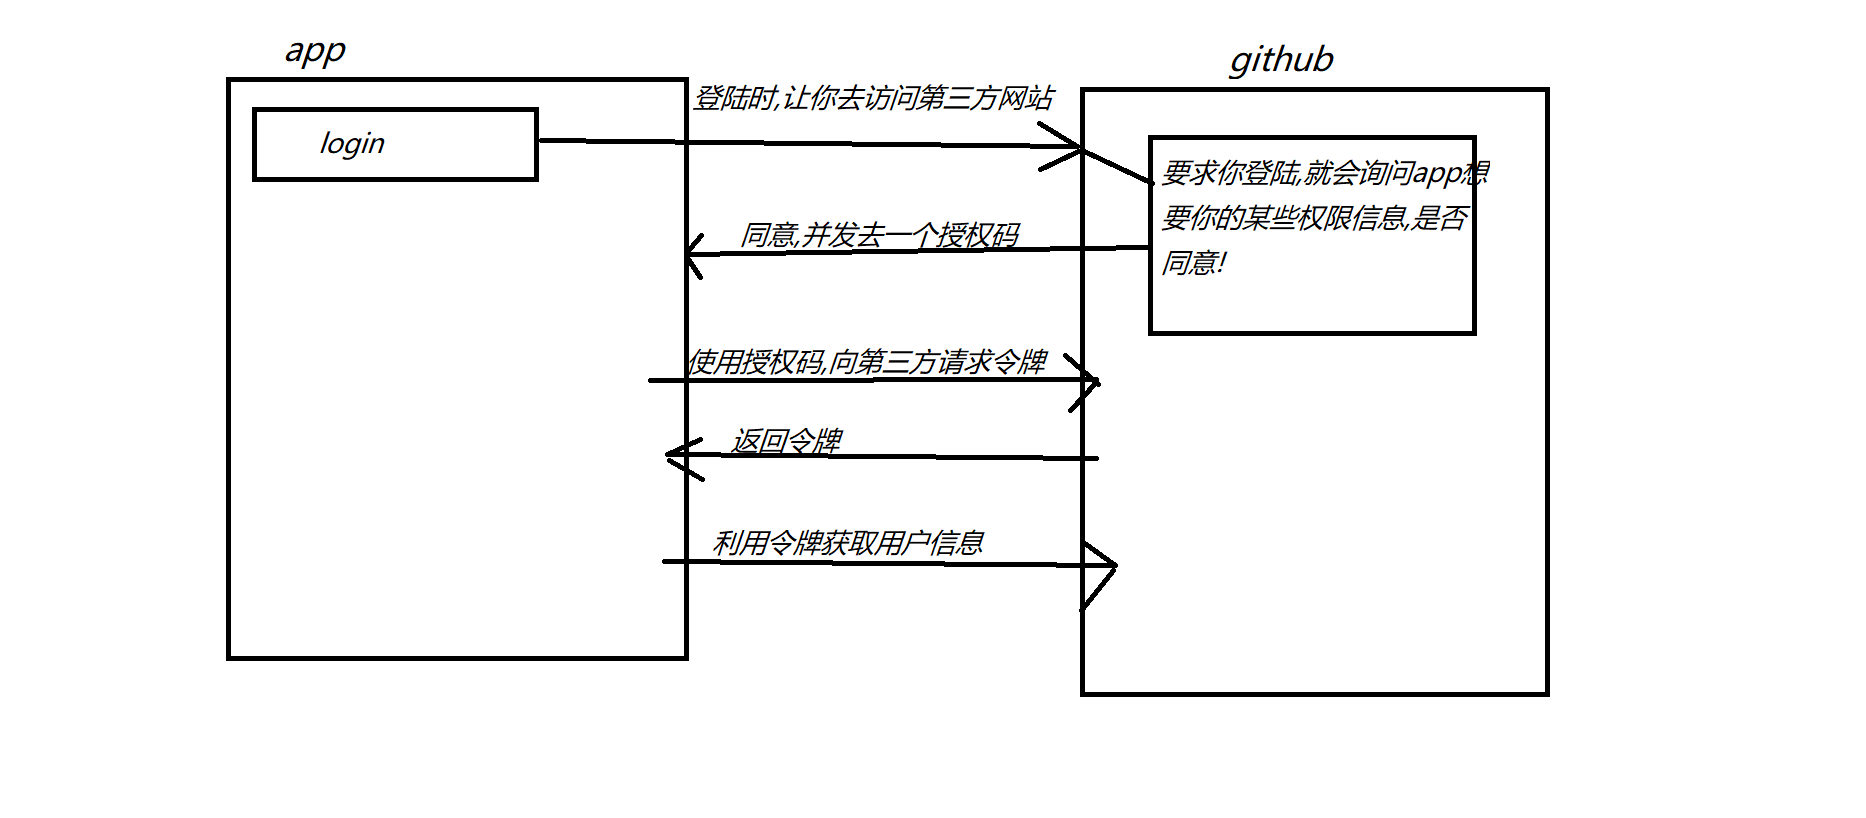 app
github
登陆时,让你去访问第三方网站
login
要求你登陆,就会询问app想
要你的某些权限信息,是否
同意!
同意,并发去一个授权码
使用授权码,向第三方请求令牌
返回令牌
利用令牌获取用户信息